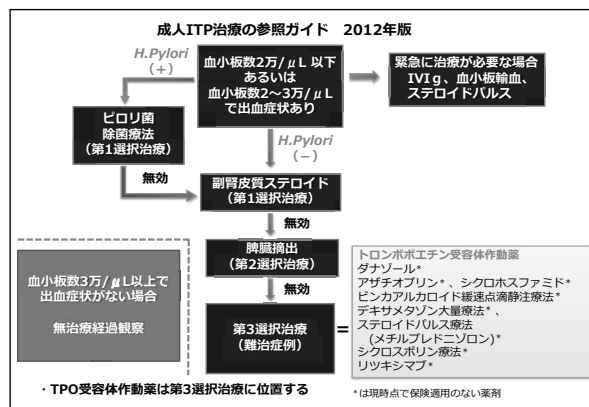 成人ITP治療の参照ガイド　2012年版
H.Pylori
（＋）
血小板数2万/μL 以下
あるいは
血小板数2～3万/μL
で出血症状あり
緊急に治療が必要な場合
IVIg、血小板輸血、
ステロイドパルス
ピロリ菌
除菌療法
（第1選択治療）
H.Pylori
（－）
無効
副腎皮質ステロイド
（第1選択治療）
無効
脾臓摘出
（第2選択治療）
無効
血小板数3万/μL以上で
出血症状がない場合
無治療経過観察
第3選択治療
（難治症例）
=
トロンボポエチン受容体作動薬
ダナゾール*
アザチオプリン*、シクロホスファミド*
ビンカアルカロイド緩速点滴静注療法*
デキサメタゾン大量療法*、
ステロイドパルス療法
（メチルプレドニゾロン）*
シクロスポリン療法*
リツキシマブ*
・TPO受容体作動薬は第3選択治療に位置する
*は現時点で保険適用のない薬剤